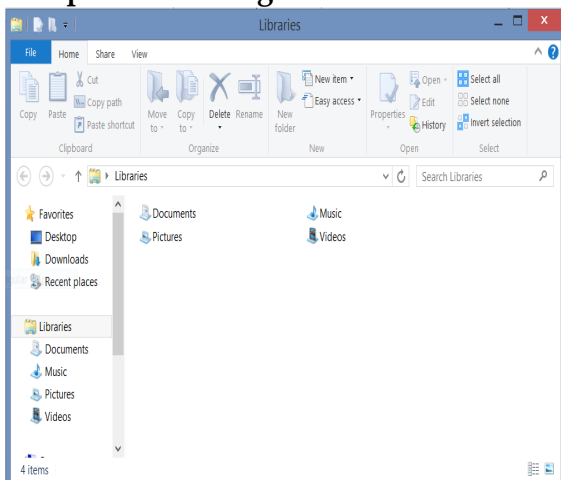 Libraries
File Home Share View
Copy Paste Cut
Copy path
Paste shortcut
Clipboard
Move to Copy to Delete Rename
Organize
New folder New item
Easy access
New
Properties Open
Edit
History
Open
Select all
Select none
Invert selection
Select
Libraries Search Libraries
Favorites
Desktop
Downloads
Recent places
Libraries
Documents
Music
Pictures
Videos
Documents Music
Pictures Videos
4 items